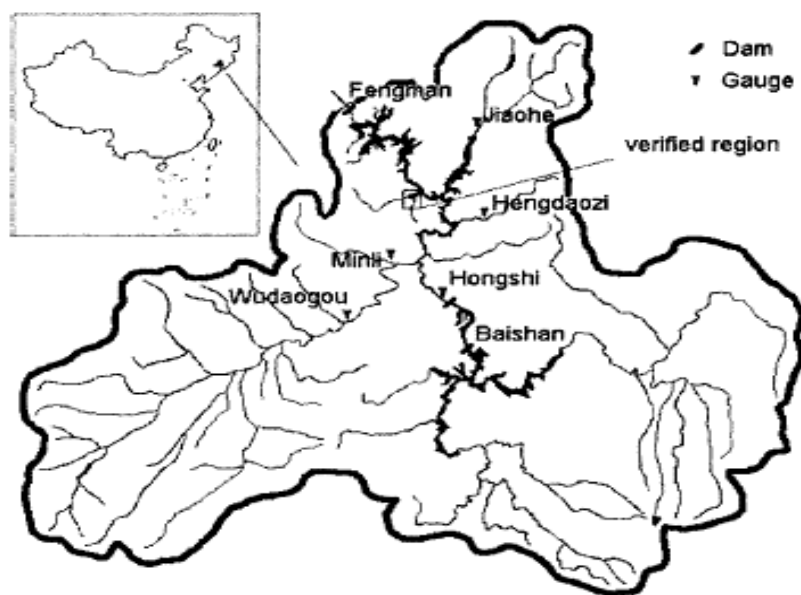 Dam
Gauge
Fengman
Jiaohe
verified region
Hengdaozi
Minli
Hongshi
Wudaogou
Baishan